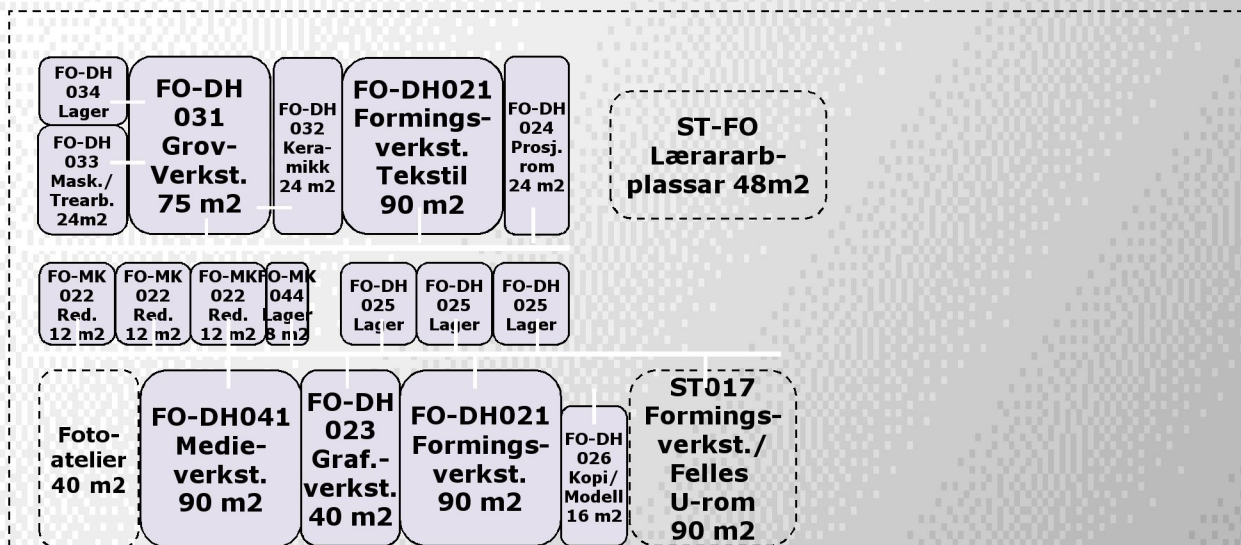 FO-DH
034
Lager
FO-DH
033
Mask./
Trearb.
24m2
FO-DH
031
Grov-
Verkst.
75 m2
FO-DH
032
Kera-
mikk
24 m2
FO-DH021
Formings-
verkst.
Tekstil
90 m2
FO-DH
024
Prosj.
rom
24 m2
ST-FO
Lærararb-
plassar 48m2
FO-MK
022
Red.
12 m2
FO-MK
022
Red.
12 m2
FO-MK
022
Red.
12 m2
FO-MK
044
Lager
8 m2
FO-DH
025
Lager
FO-DH
025
Lager
FO-DH
025
Lager
Foto-
atelier
40 m2
FO-DH041
Medie-
verkst.
90 m2
FO-DH
023
Graf.-
verkst.
40 m2
FO-DH021
Formings-
verkst.
90 m2
FO-DH
026
Kopi/
Modell
16 m2
ST017
Formings-
verkst./
Felles
U-rom
90 m2